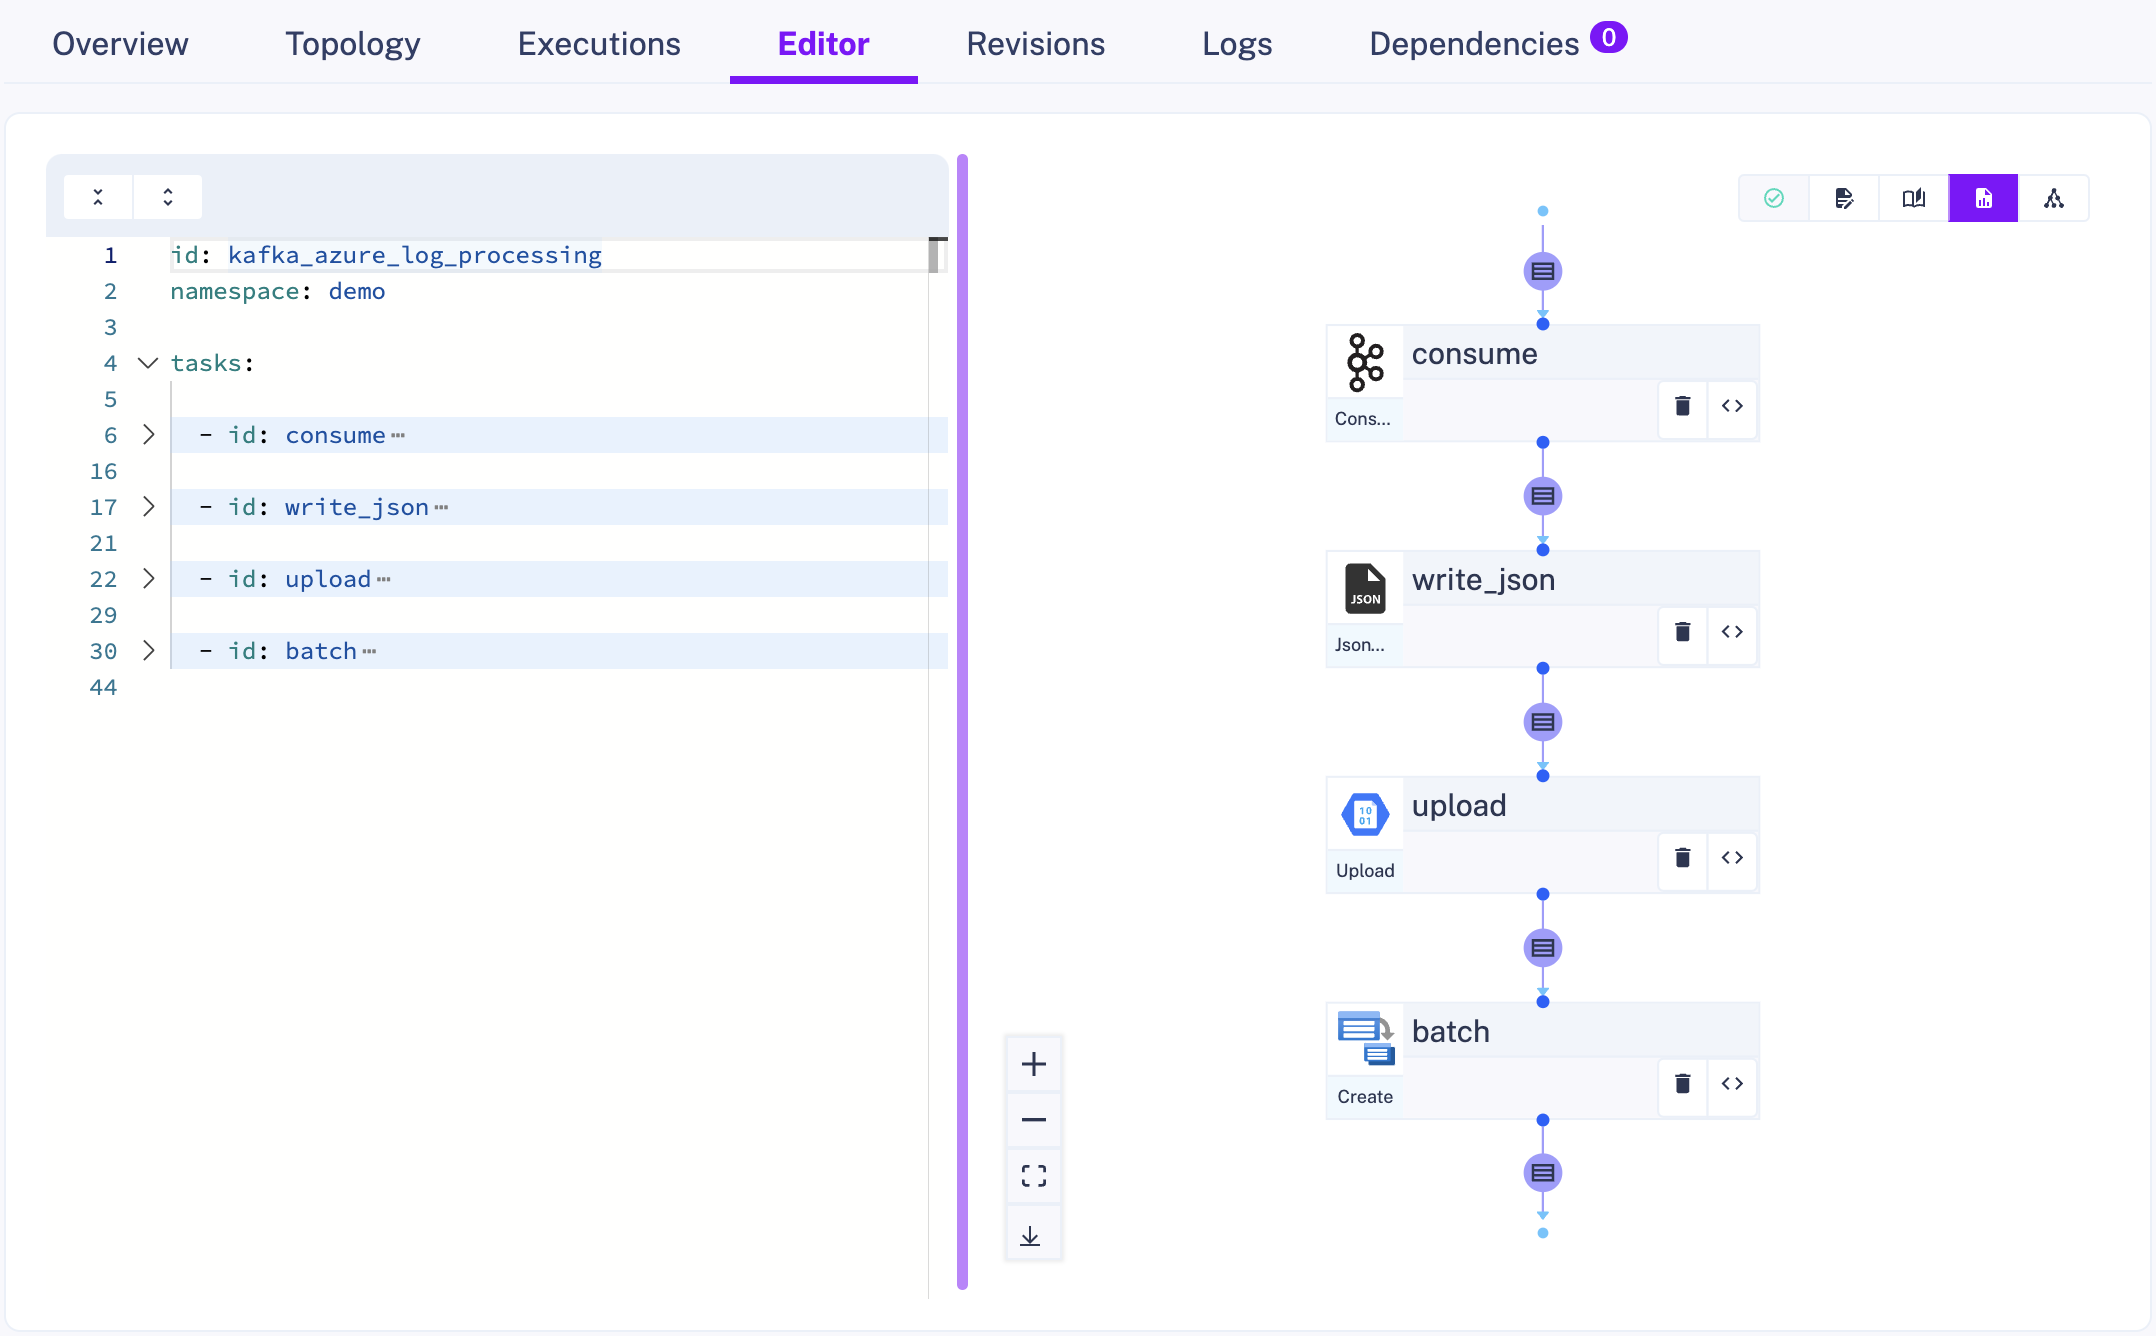 Overview Topology Executions Editor Revisions Logs Dependencies 0
1 id: kafka_azure_log_processing
2 namespace: demo
3
4 tasks:
5
6 - id: consume⋯
16
17 - id: write_json⋯
21
22 - id: upload⋯
29
30 - id: batch⋯
44
consume
Cons...
write_json
JSON
Json...
upload
10
01
Upload
batch
Create